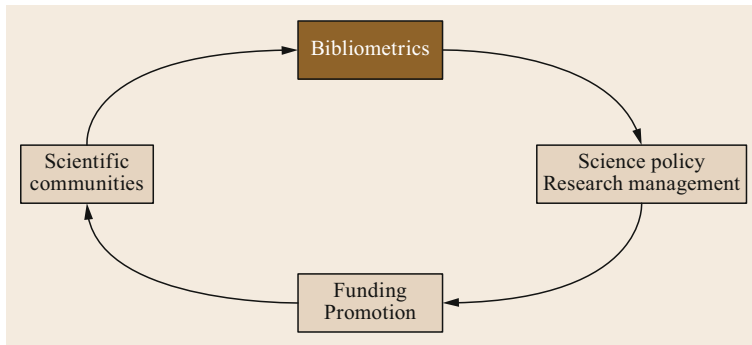 Bibliometrics
Scientific
communities
Science policy
Research management
Funding
Promotion